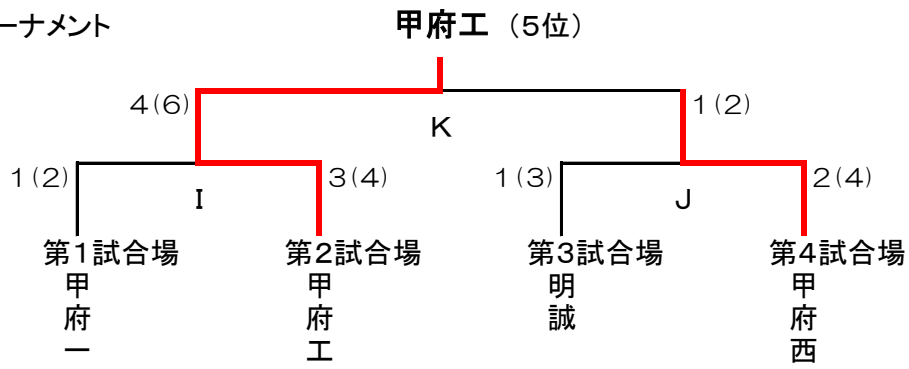 ーナメント
甲府工（5位）
4(6)
1(2)
K
1(2)
3(4)
1(3)
2(4)
I
J
第1試合場
第2試合場
第3試合場
第4試合場
甲府一
甲府工
明誠
甲府西